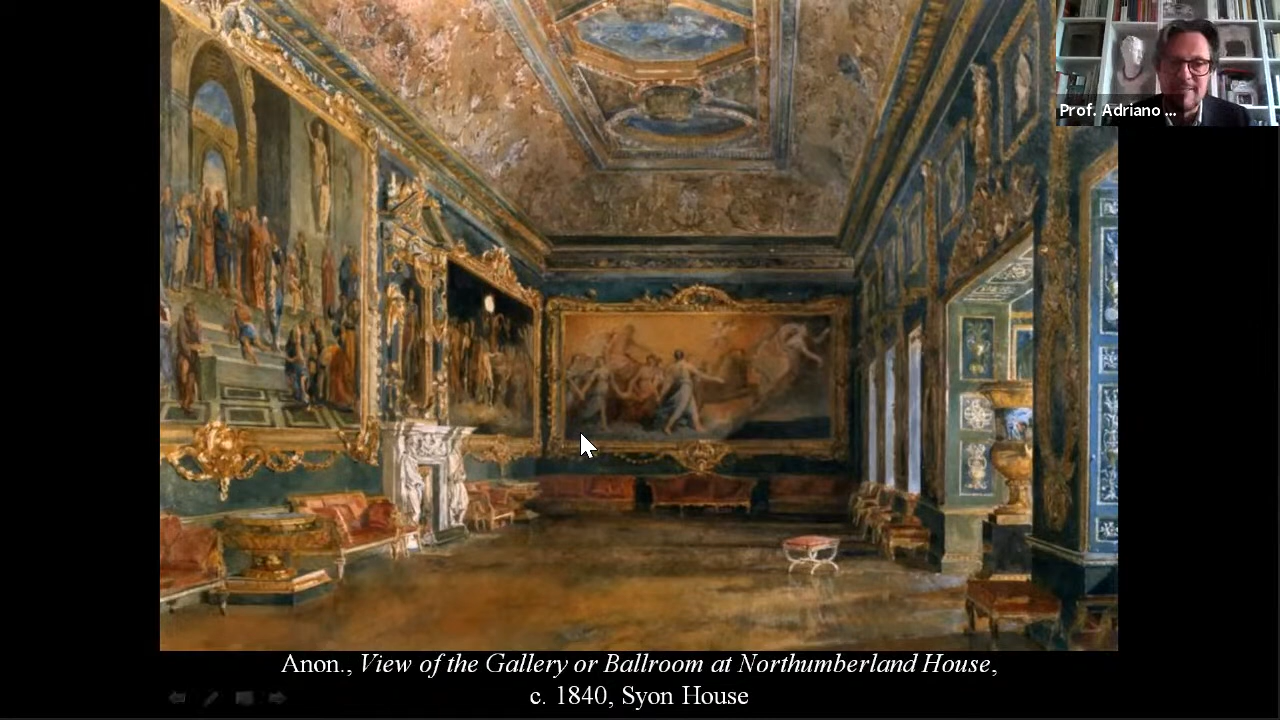 Prof. Adriano ...
Anon., View of the Gallery or Ballroom at Northumberland House,
c. 1840, Syon House